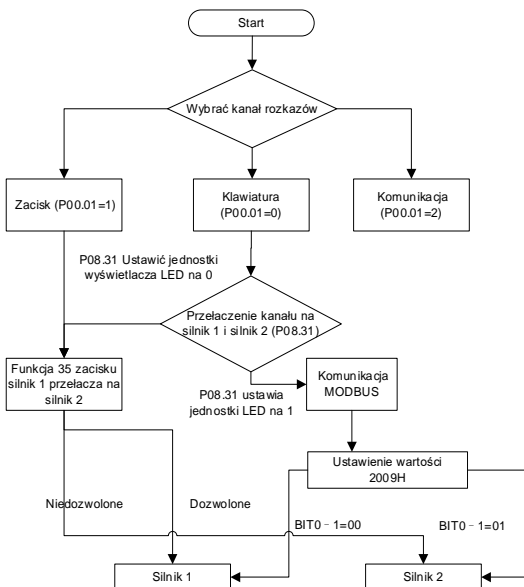 Start
Wybrać kanał rozkazów
Zacisk (P00.01=1)
Klawiatura
(P00.01=0)
Komunikacja
(P00.01=2)
P08.31 Ustawić jednostki
wyświetlacza LED na 0
Przełaczenie kanału na
silnik 1 i silnik 2 (P08.31)
Funkcja 35 zacisku
silnik 1 przełacza na
silnik 2
P08.31 ustawia
jednostki LED na 1
Komunikacja
MODBUS
Ustawienie wartości
2009H
Niedozwolone
Dozwolone
BIT0 - 1=00
BIT0 - 1=01
Silnik 1
Silnik 2